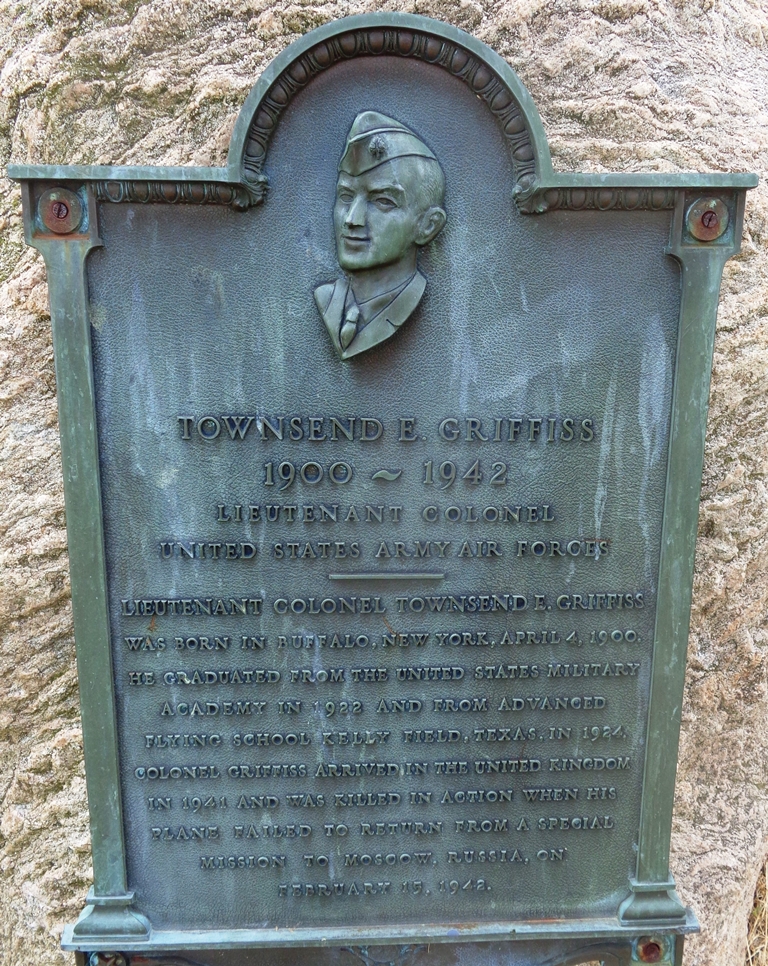 TOWNSEND E. GRIFFISS
1900 ~ 1942
LIEUTENANT COLONEL
UNITED STATES ARMY AIR FORCES
LIEUTENANT COLONEL TOWNSEND E. GRIFFISS
WAS BORN IN BUFFALO, NEW YORK, APRIL 4, 1900.
HE GRADUATED FROM THE UNITED STATES MILITARY
ACADEMY IN 1922 AND FROM ADVANCED
FLYING SCHOOL KELLY FIELD, TEXAS, IN 1924.
COLONEL GRIFFISS ARRIVED IN THE UNITED KINGDOM
IN 1941 AND WAS KILLED IN ACTION WHEN HIS
PLANE FAILED TO RETURN FROM A SPECIAL
MISSION TO MOSCOW, RUSSIA, ON
FEBRUARY 15, 1942.